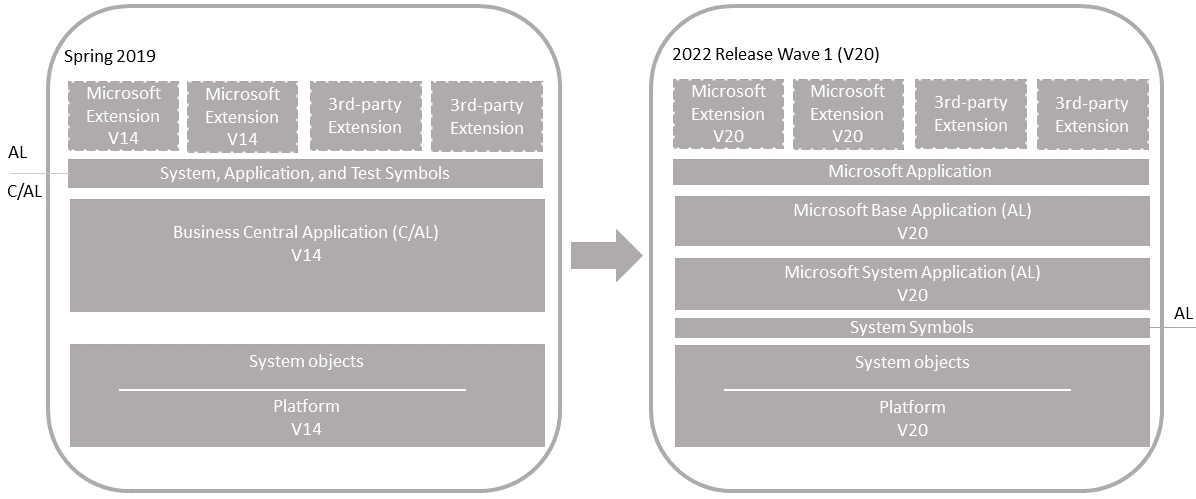 Spring 2019
Microsoft
Extension
V14
Microsoft
Extension
V14
3rd-party
Extension
3rd-party
Extension
AL
System, Application, and Test Symbols
C/AL
Business Central Application (C/AL)
V14
System objects
Platform
V14
2022 Release Wave 1 (V20)
Microsoft
Extension
V20
Microsoft
Extension
V20
3rd-party
Extension
3rd-party
Extension
Microsoft Application
Microsoft Base Application (AL)
V20
Microsoft System Application (AL)
V20
AL
System Symbols
System objects
Platform
V20